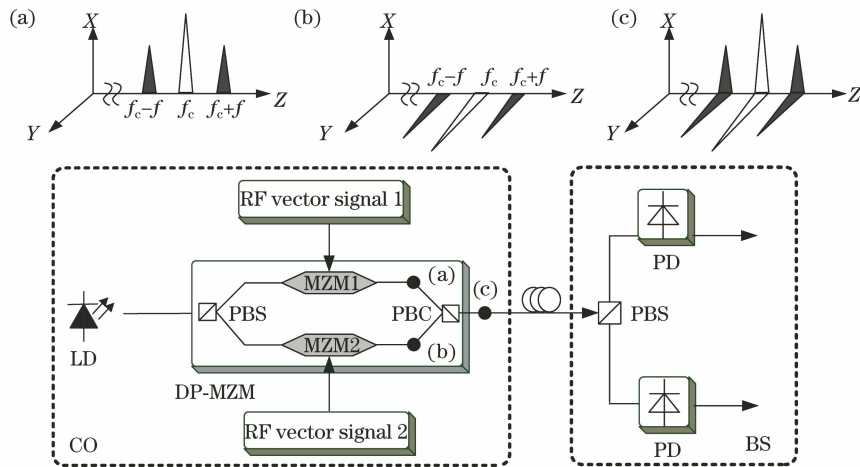 (a)
X
Y
Z
f_c−f
f_c
f_c+f
(b)
X
Y
Z
f_c−f
f_c
f_c+f
(c)
X
Y
Z
RF vector signal 1
MZM1
(a)
PBS
PBC
(c)
MZM2
(b)
LD
DP-MZM
RF vector signal 2
CO
PD
PBS
PD
BS